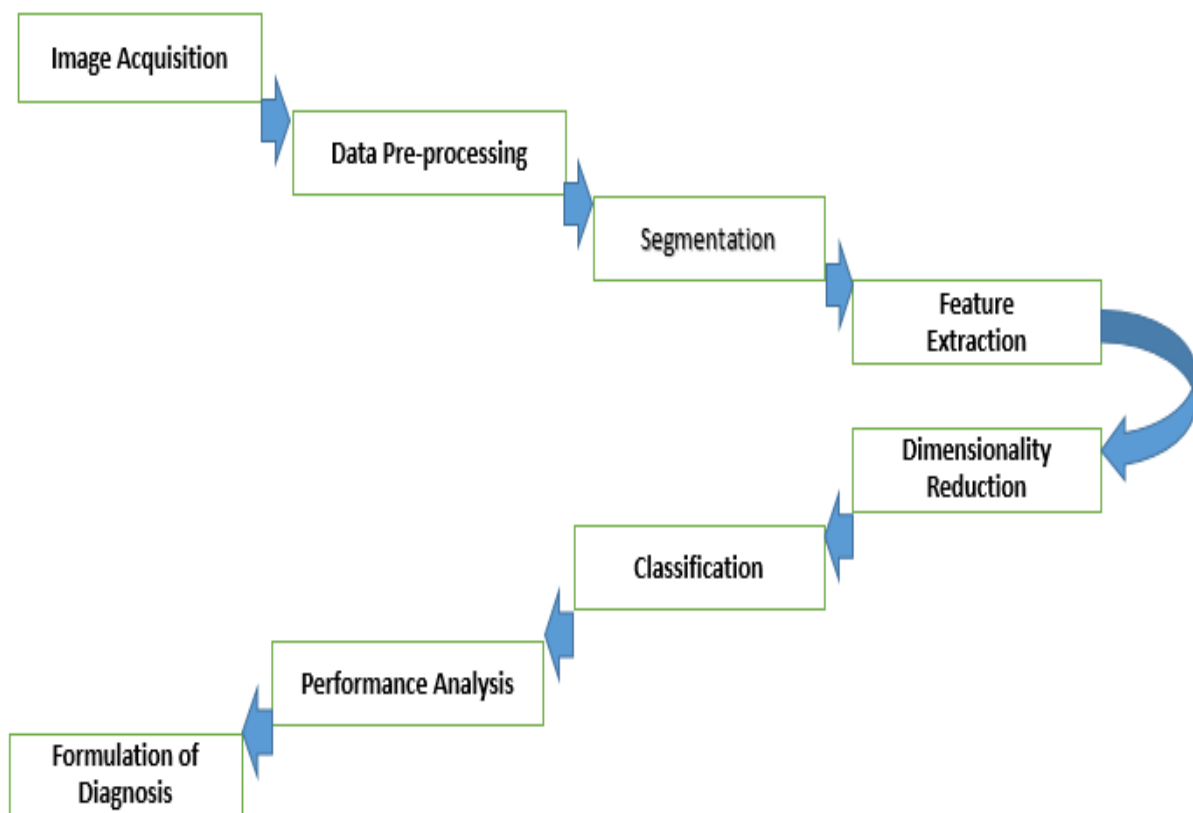 Image Acquisition
Data Pre-processing
Segmentation
Feature
Extraction
Dimensionality
Reduction
Classification
Performance Analysis
Formulation of
Diagnosis